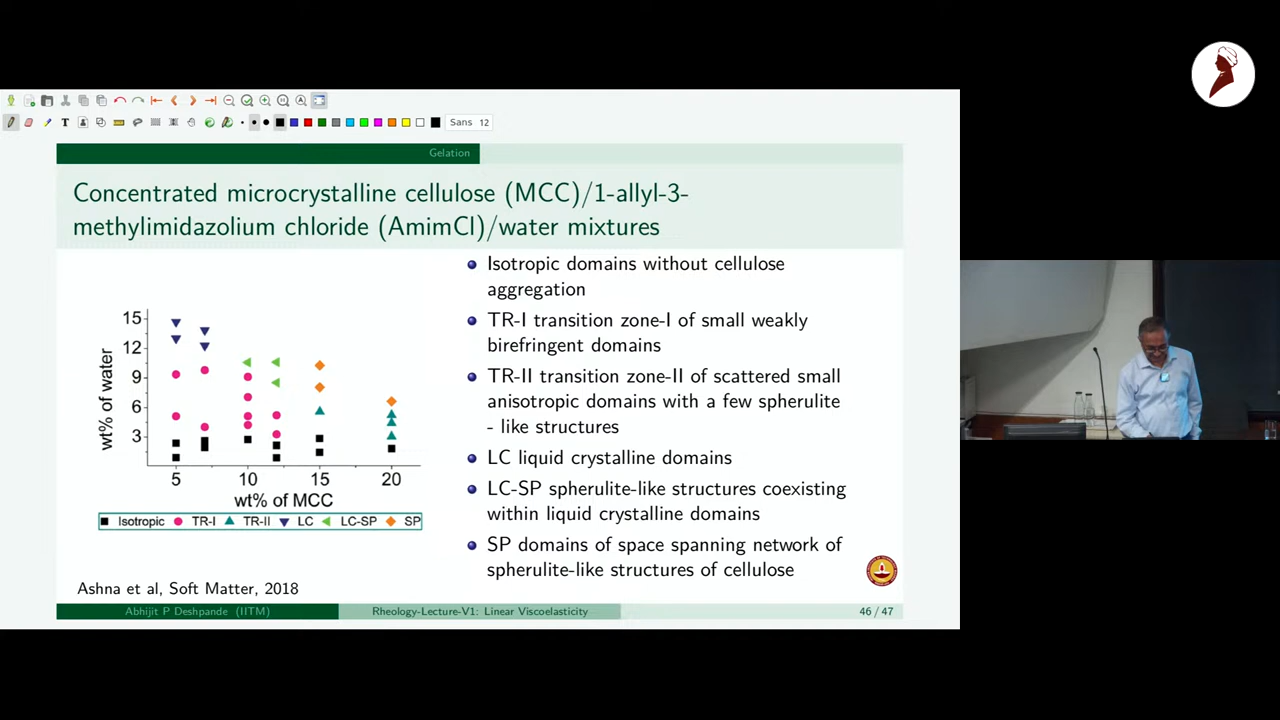 Sans 12
Gelation
Concentrated microcrystalline cellulose (MCC)/1-allyl-3-
methylimidazolium chloride (AmimCl)/water mixtures
Isotropic domains without cellulose
aggregation
TR-I transition zone-I of small weakly
birefringent domains
TR-II transition zone-II of scattered small
anisotropic domains with a few spherulite
- like structures
LC liquid crystalline domains
LC-SP spherulite-like structures coexisting
within liquid crystalline domains
SP domains of space spanning network of
spherulite-like structures of cellulose
wt% of water
15
12
9
6
3
5 10 15 20
wt% of MCC
Isotropic TR-I TR-II LC LC-SP SP
Ashna et al, Soft Matter, 2018
Abhijit P Deshpande (IITM) Rheology-Lecture-V1: Linear Viscoelasticity 46 / 47